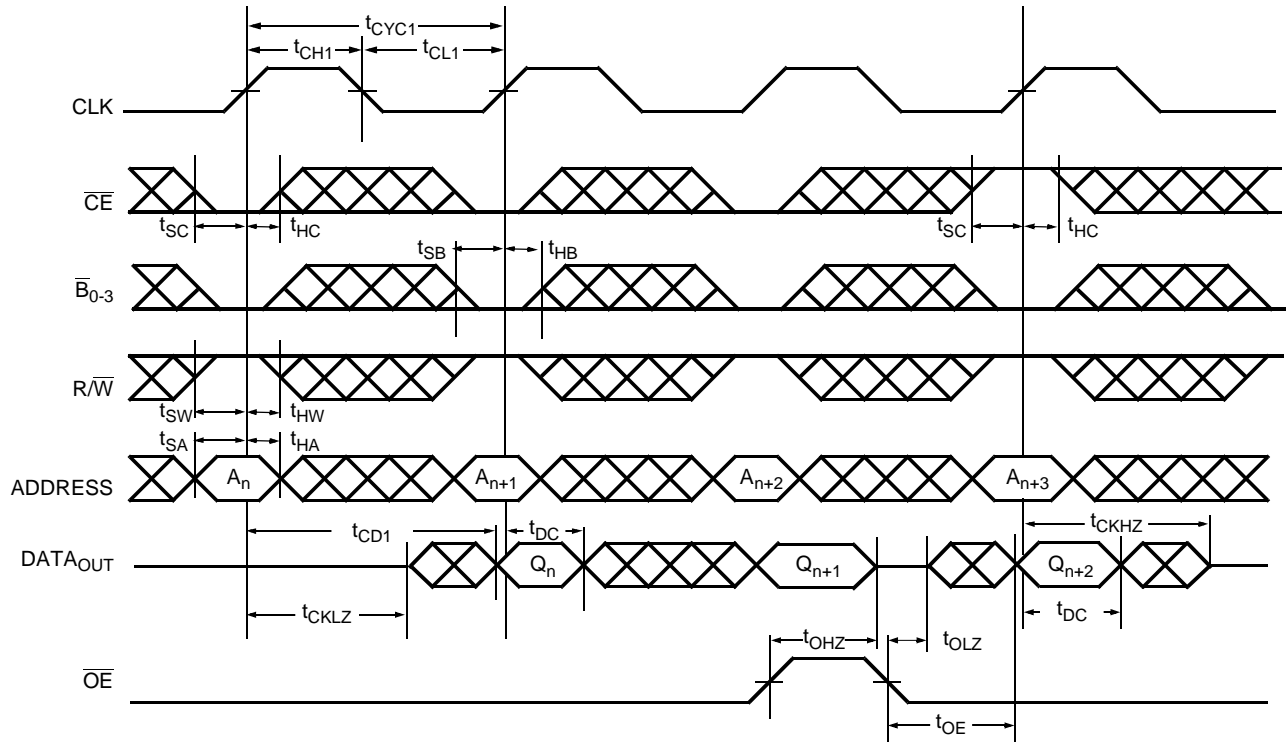 tCYC1
tCH1
tCL1
CLK
CE
tSC
tHC
tSC
tHC
tSB
tHB
B0-3
R/W
tSW
tHW
tSA
tHA
ADDRESS
An
An+1
An+2
An+3
tCD1
tDC
tCKHZ
DATAOUT
Qn
Qn+1
Qn+2
tCKLZ
tDC
tOHZ
tOLZ
OE
tOE